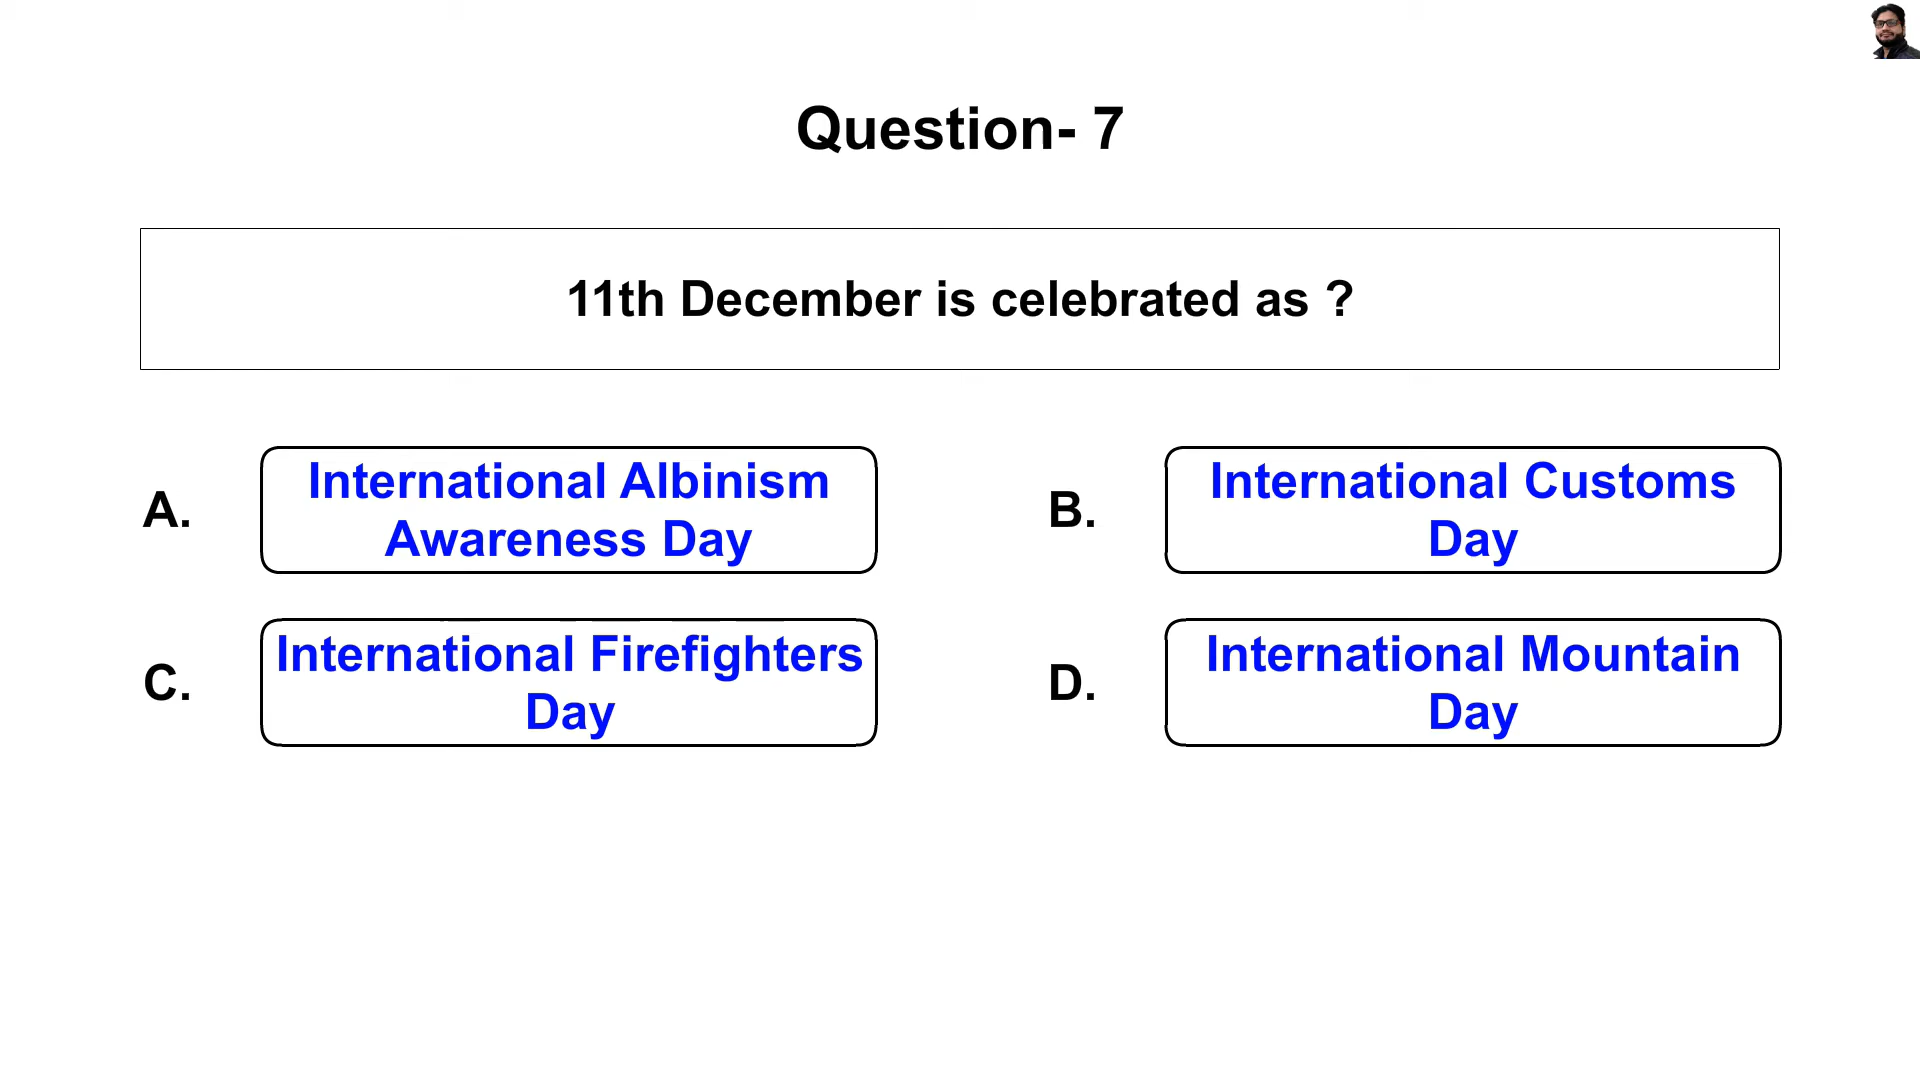 Question- 7
11th December is celebrated as ?
A.
International Albinism
Awareness Day
B.
International Customs
Day
C.
International Firefighters
Day
D.
International Mountain
Day